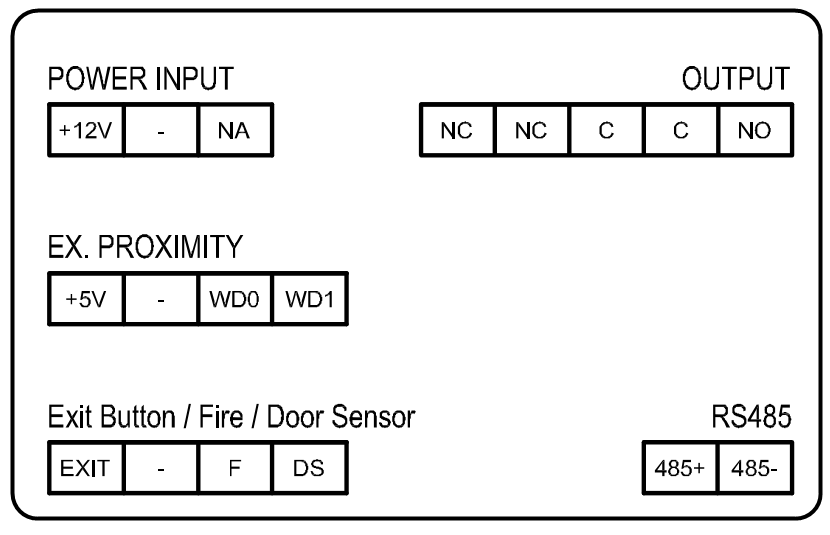 POWER INPUT OUTPUT
+12V - NA NC NC C C NO
EX. PROXIMITY
+5V - WD0 WD1
Exit Button / Fire / Door Sensor RS485
EXIT - F DS 485+ 485-